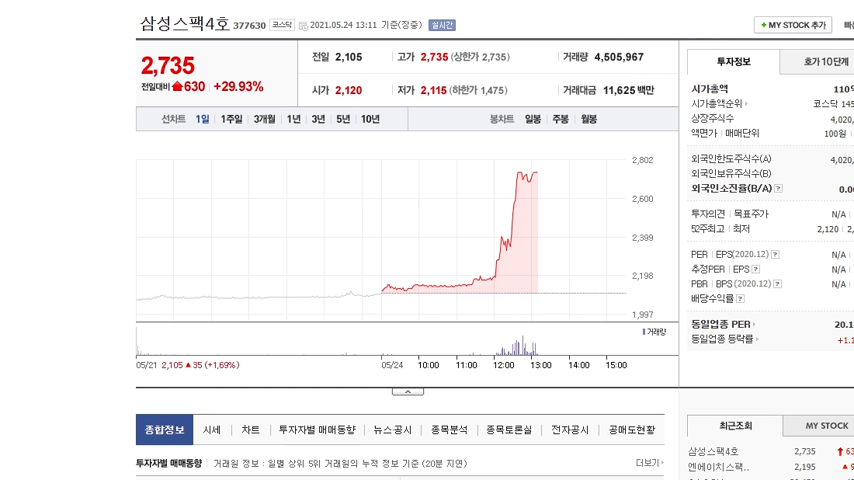 삼성스팩4호 377630 코스닥 2021.05.24 13:11 기준(장중) 실시간
+ MY STOCK 추가
2,735
전일대비 630 +29.93%
전일 2,105 고가 2,735 (상한가 2,735) 거래량 4,505,967
시가 2,120 저가 2,115 (하한가 1,475) 거래대금 11,625 백만
선차트 1일 1주일 3개월 1년 3년 5년 10년 봉차트 일봉 주봉 월봉
2,802
2,600
2,399
2,198
1,997
거래량
05/21 2,105 ▲ 35 (+1,69%) 05/24 10:00 11:00 12:00 13:00 14:00 15:00
종합정보 시세 차트 투자자별 매매동향 뉴스·공시 종목분석 종목토론실 전자공시 공매도현황
투자자별 매매동향 거래원 정보 : 일별 상위 5위 거래원의 누적 정보 기준 (20분 지연) 더보기
투자정보 호가 10단계
시가총액 110
시가총액순위 코스닥 145
상장주식수 4,020,
액면가 매매단위 100원
외국인한도주식수(A) 4,020,
외국인보유주식수(B)
외국인소진율(B/A) ? 0.0
투자의견 목표주가 N/A
52주최고 최저 2,120 2,
PER EPS(2020.12) ? N/A
추정PER EPS ? N/A
PBR BPS (2020.12) ? N/A
배당수익률 ?
동일업종 PER 20.1
동일업종 등락률 +1.1
최근조회 MY STOCK
삼성스팩4호 2,735 63
엔에이치스팩.. 2,195 ▲ 9